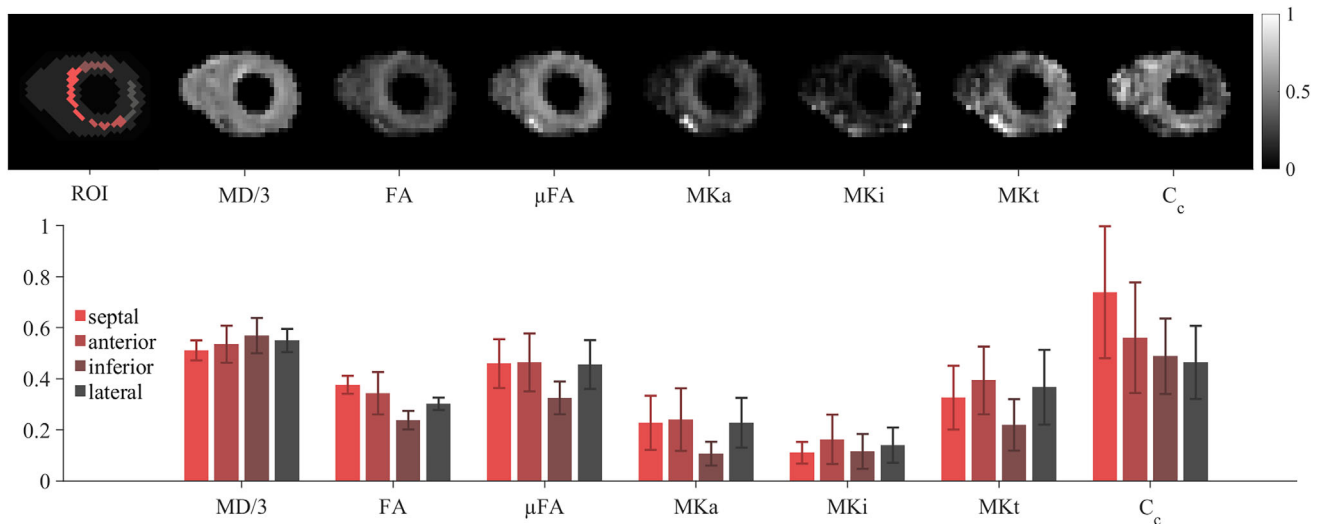 1
0.5
0
ROI MD/3 FA µFA MKa MKi MKt Cc
1
0.8
0.6
0.4
0.2
0
septal
anterior
inferior
lateral
MD/3 FA µFA MKa MKi MKt Cc